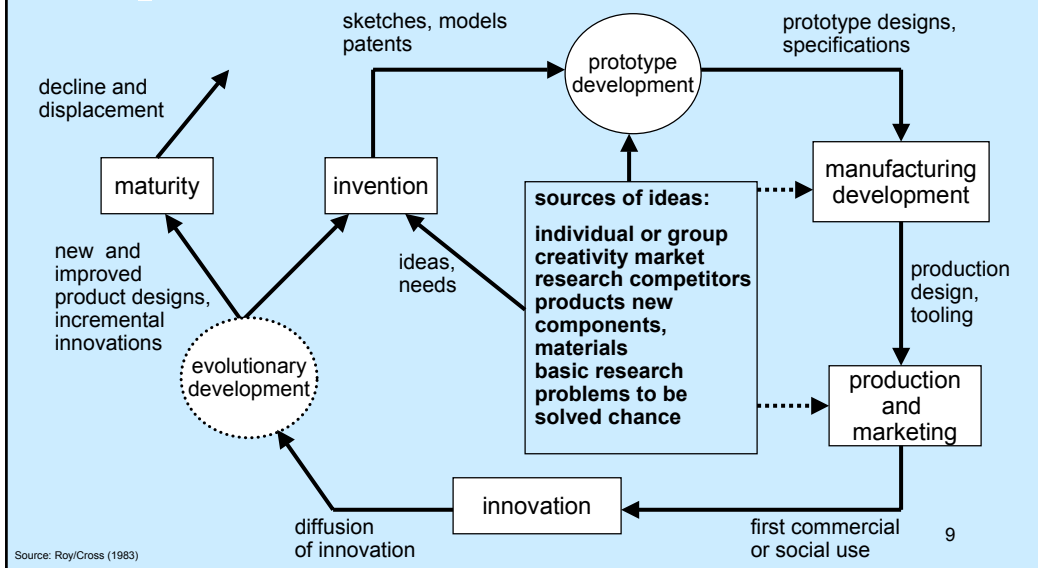 sketches, models
patents
prototype designs,
specifications
prototype
development
decline and
displacement
maturity
invention
manufacturing
development
sources of ideas:
individual or group
creativity market
research competitors
products new
components,
materials
basic research
problems to be
solved chance
new and
improved
product designs,
incremental
innovations
ideas,
needs
production
design,
tooling
evolutionary
development
production
and
marketing
innovation
diffusion
of innovation
first commercial
or social use
9
Source: Roy/Cross (1983)